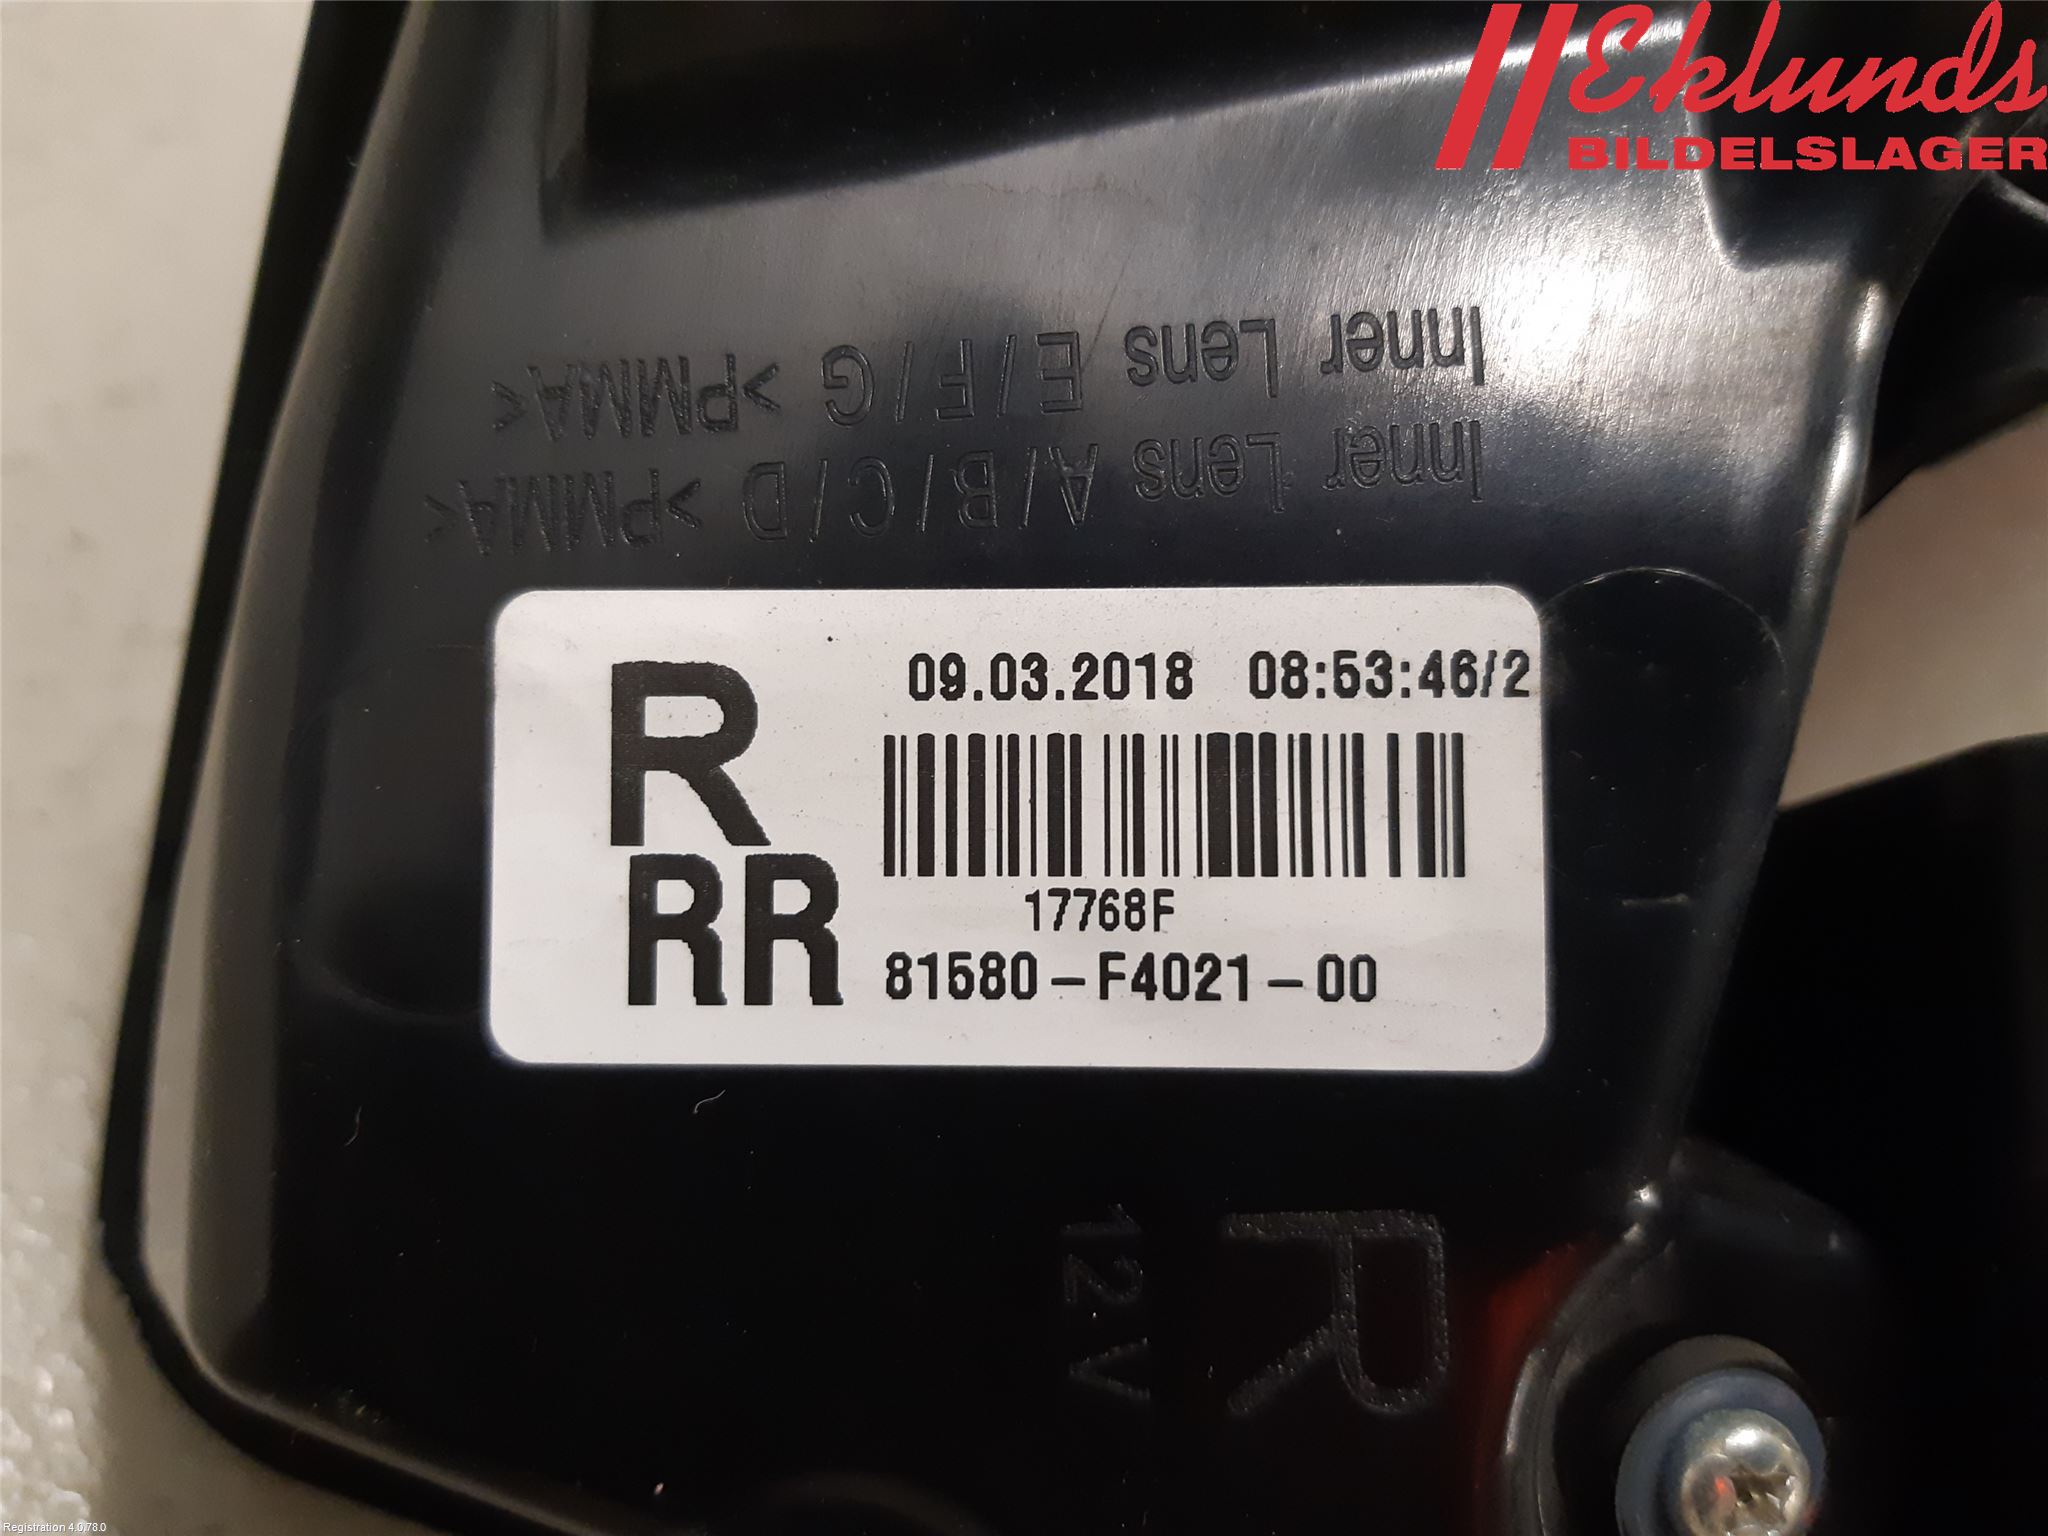 Eklunds
BILDELSLAGER
Inner Lens E/F/G >PMMA<
Inner Lens A/B/C/D >PMMA<
R
RR
09.03.2018 08:53:46/2
17768F
81580-F4021-00
R
12V
Registration 4.0.78.0